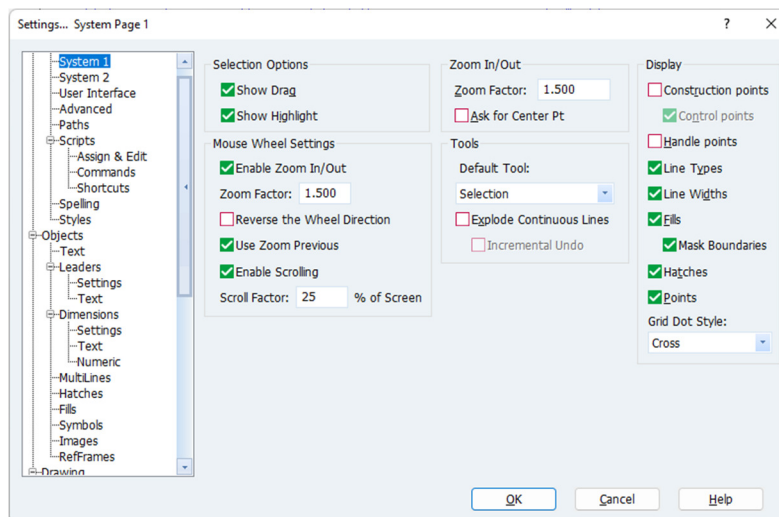 Settings... System Page 1
?
System 1
System 2
User Interface
Advanced
Paths
Scripts
Assign & Edit
Commands
Shortcuts
Spelling
Styles
Objects
Text
Leaders
Settings
Text
Dimensions
Settings
Text
Numeric
MultiLines
Hatches
Fills
Symbols
Images
RefFrames
Drawing
Selection Options
Show Drag
Show Highlight
Mouse Wheel Settings
Enable Zoom In/Out
Zoom Factor: 1.500
Reverse the Wheel Direction
Use Zoom Previous
Enable Scrolling
Scroll Factor: 25 % of Screen
Zoom In/Out
Zoom Factor: 1.500
Ask for Center Pt
Tools
Default Tool:
Selection
Explode Continuous Lines
Incremental Undo
Display
Construction points
Control points
Handle points
Line Types
Line Widths
Fills
Mask Boundaries
Hatches
Points
Grid Dot Style:
Cross
OK
Cancel
Help